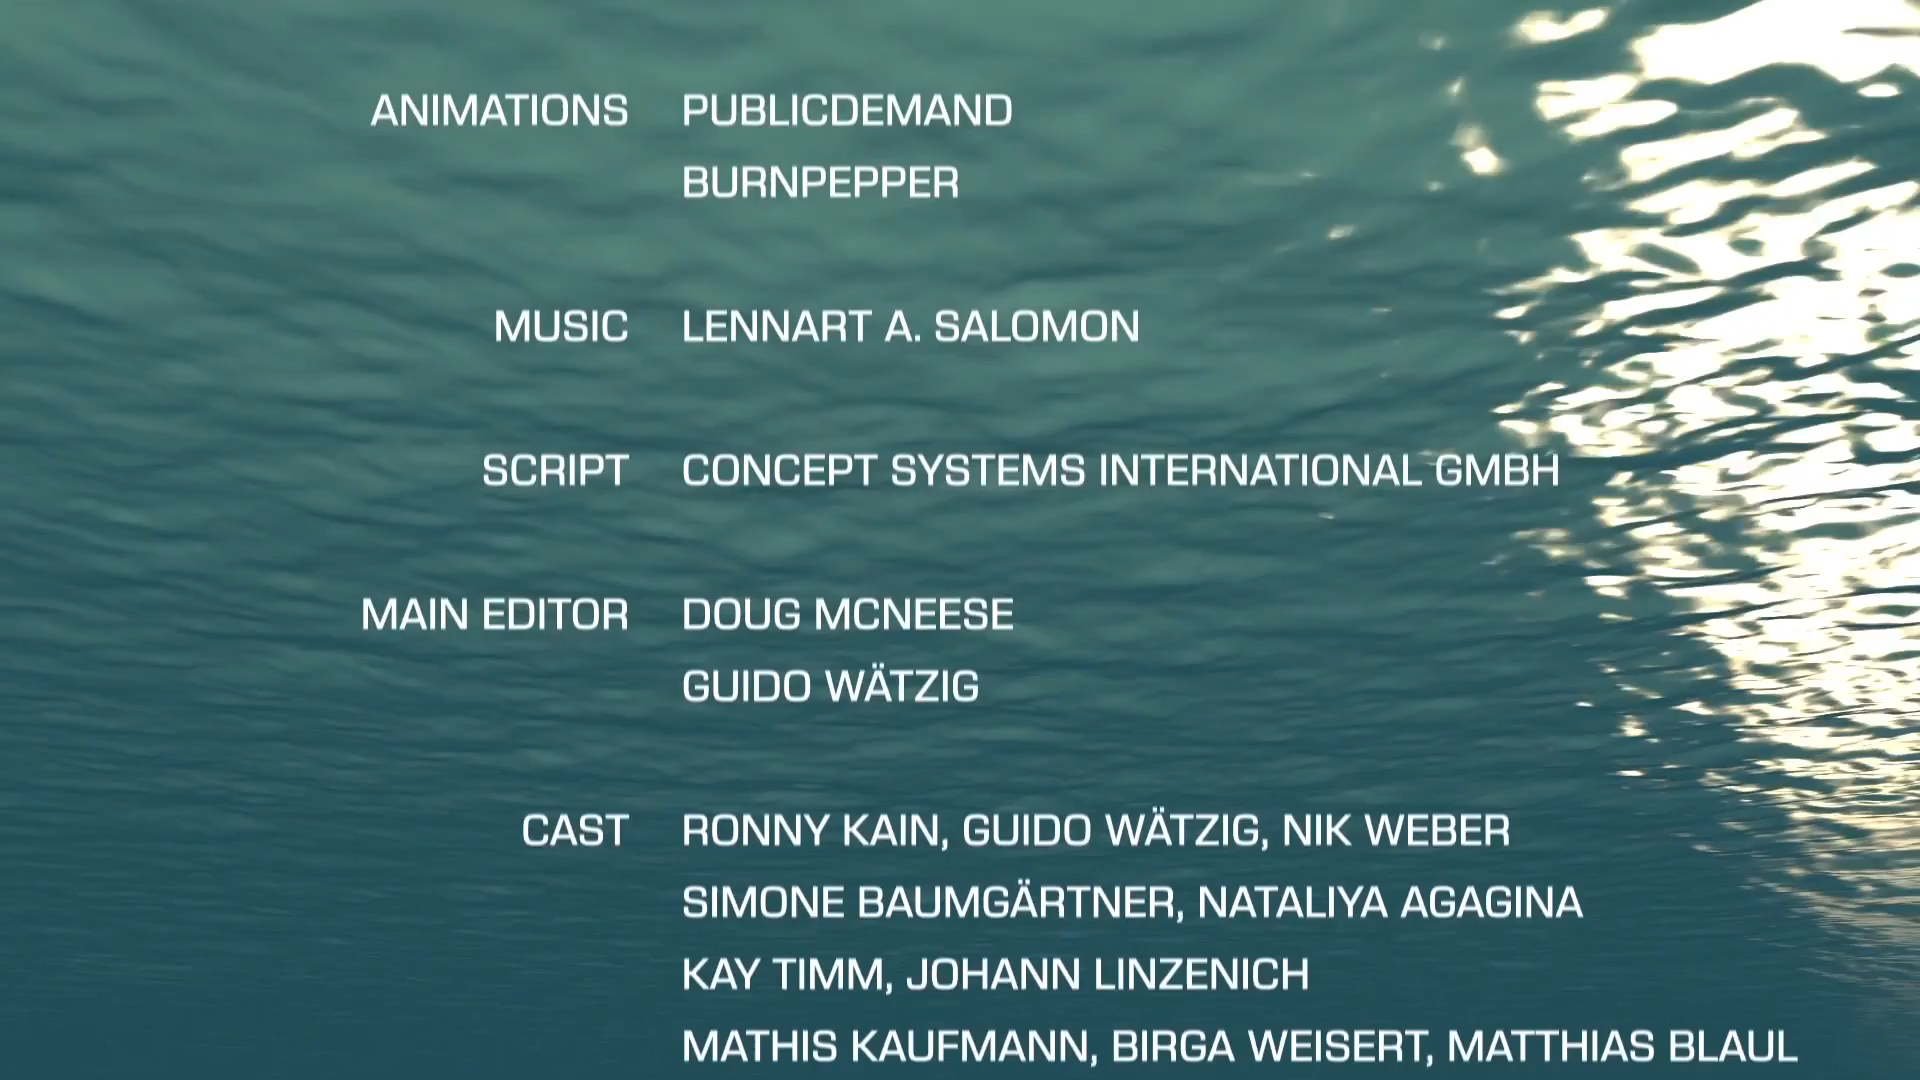 ANIMATIONS PUBLICDEMAND
BURNPEPPER
MUSIC LENNART A. SALOMON
SCRIPT CONCEPT SYSTEMS INTERNATIONAL GMBH
MAIN EDITOR DOUG MCNEESE
GUIDO WÄTZIG
CAST RONNY KAIN, GUIDO WÄTZIG, NIK WEBER
SIMONE BAUMGÄRTNER, NATALIYA AGAGINA
KAY TIMM, JOHANN LINZENICH
MATHIS KAUFMANN, BIRGA WEISERT, MATTHIAS BLAUL